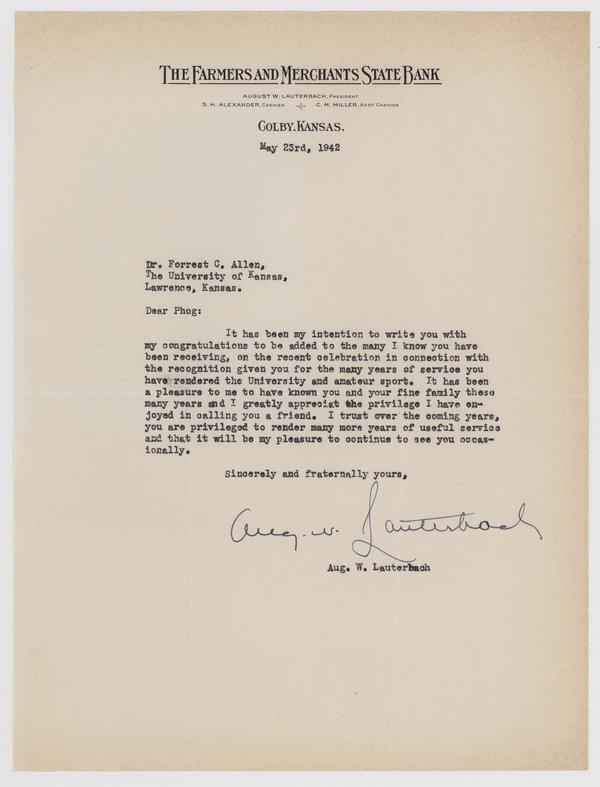 THE FARMERS AND MERCHANTS STATE BANK
AUGUST W. LAUTERBACH, PRESIDENT
S. H. ALEXANDER, CASHIER C. M. MILLER, ASST CASHIER
COLBY, KANSAS.
May 23rd, 1942
Dr. Forrest C. Allen,
The University of Kansas,
Lawrence, Kansas.
Dear Phog:
It has been my intention to write you with
my congratulations to be added to the many I know you have
been receiving, on the recent celebration in connection with
the recognition given you for the many years of service you
have rendered the University and amateur sport. It has been
a pleasure to me to have known you and your fine family these
many years and I greatly appreciat the privilege I have en-
joyed in calling you a friend. I trust over the coming years,
you are privileged to render many more years of useful service
and that it will be my pleasure to continue to see you occas-
ionally.
Sincerely and fraternally yours,
Aug. W. Lauterbach
Aug. W. Lauterbach